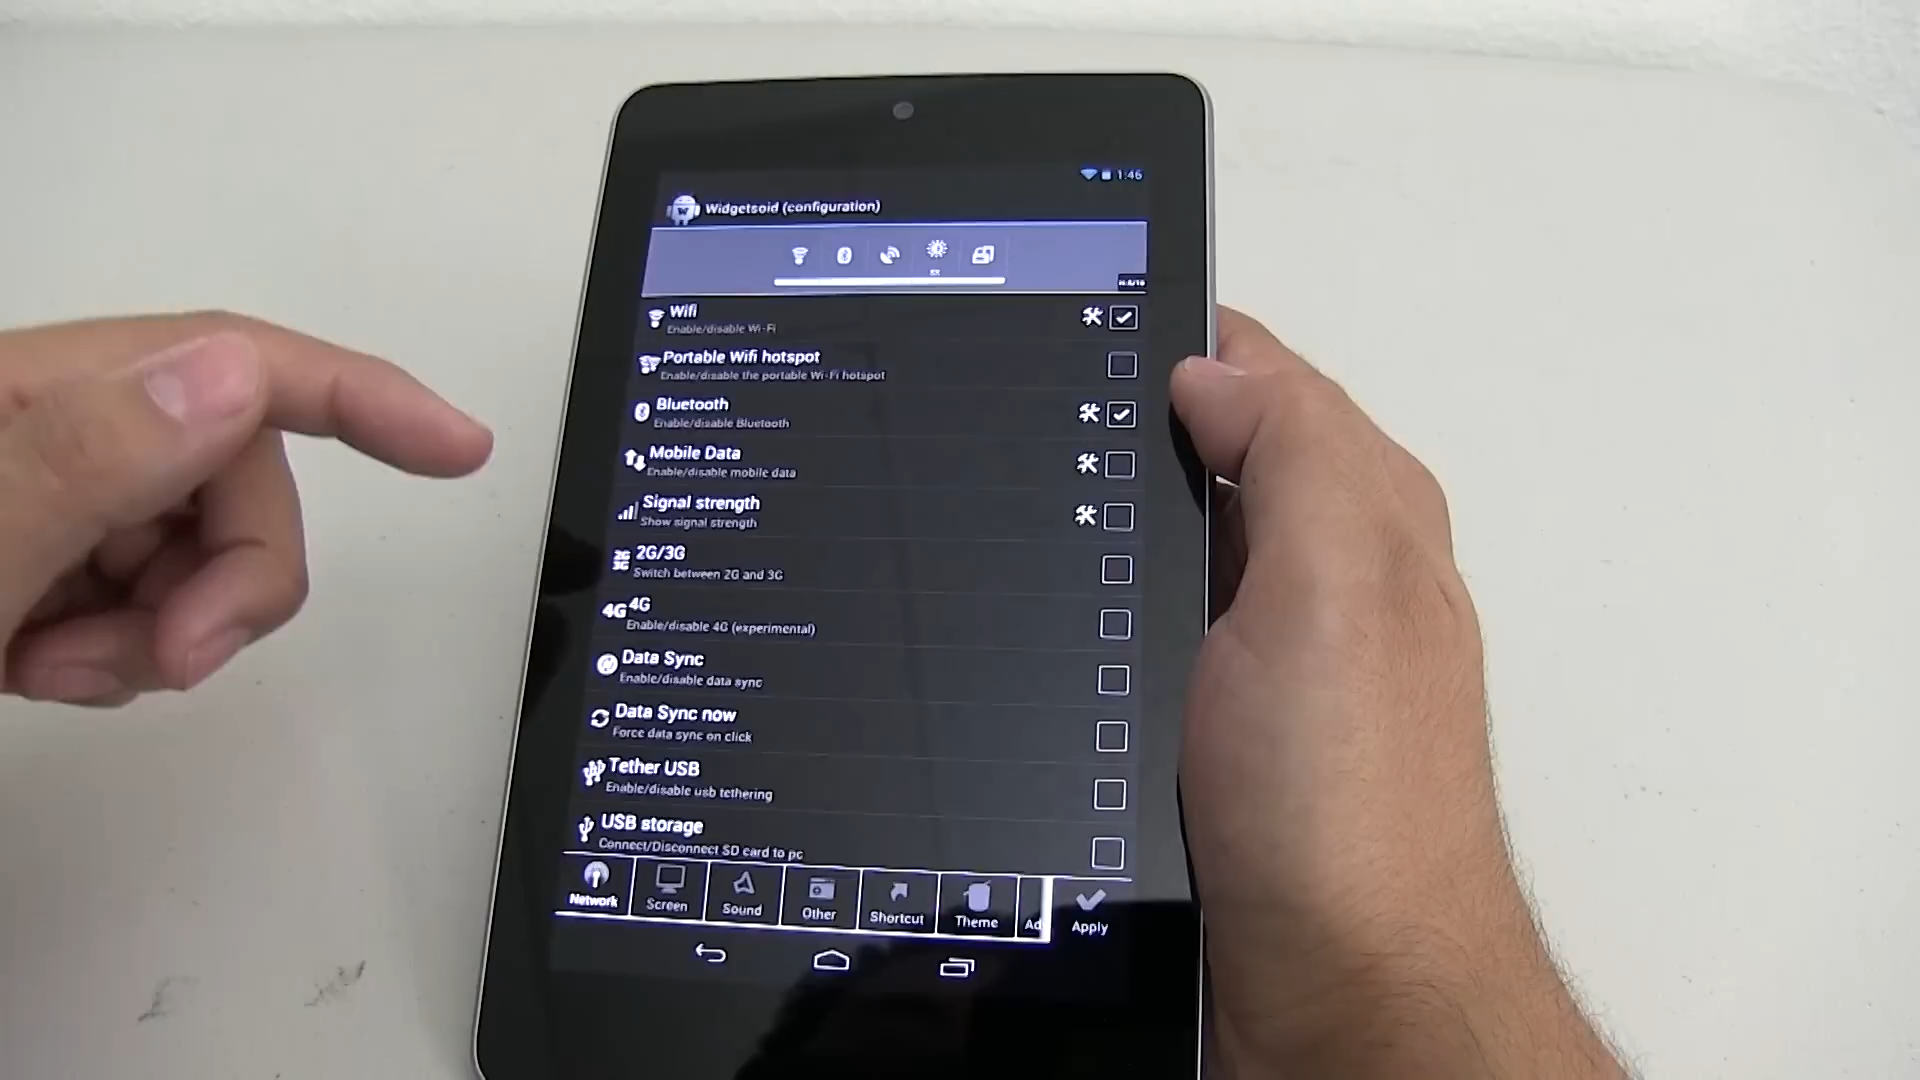 1:46
Widgetsoid (configuration)
Wifi
Enable/disable Wi-Fi
Portable Wifi hotspot
Enable/disable the portable Wi-Fi hotspot
Bluetooth
Enable/disable Bluetooth
Mobile Data
Enable/disable mobile data
Signal strength
Show signal strength
2G 3G
2G/3G
Switch between 2G and 3G
4G 4G
Enable/disable 4G (experimental)
Data Sync
Enable/disable data sync
Data Sync now
Force data sync on click
Tether USB
Enable/disable usb tethering
USB storage
Connect/Disconnect SD card to pc
Network Screen Sound Other Shortcut Theme Ad Apply